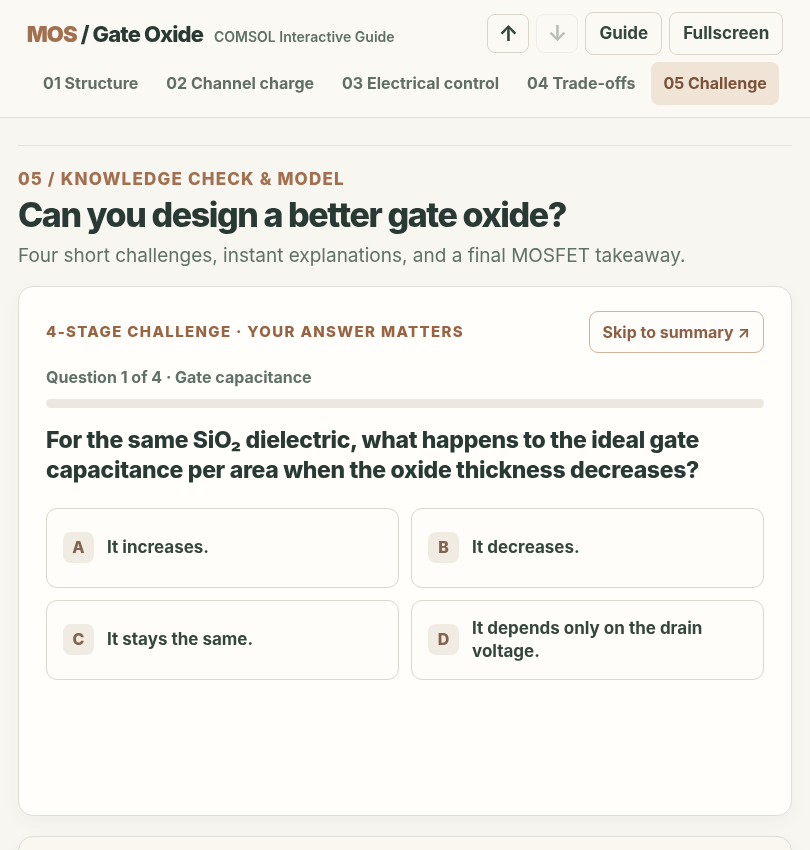 MOS / Gate Oxide COMSOL Interactive Guide
↑ ↓ Guide Fullscreen
01 Structure 02 Channel charge 03 Electrical control 04 Trade-offs 05 Challenge
05 / KNOWLEDGE CHECK & MODEL
Can you design a better gate oxide?
Four short challenges, instant explanations, and a final MOSFET takeaway.
4-STAGE CHALLENGE · YOUR ANSWER MATTERS
Skip to summary ↗
Question 1 of 4 · Gate capacitance
For the same SiO₂ dielectric, what happens to the ideal gate
capacitance per area when the oxide thickness decreases?
A It increases.
B It decreases.
C It stays the same.
D It depends only on the drain
voltage.